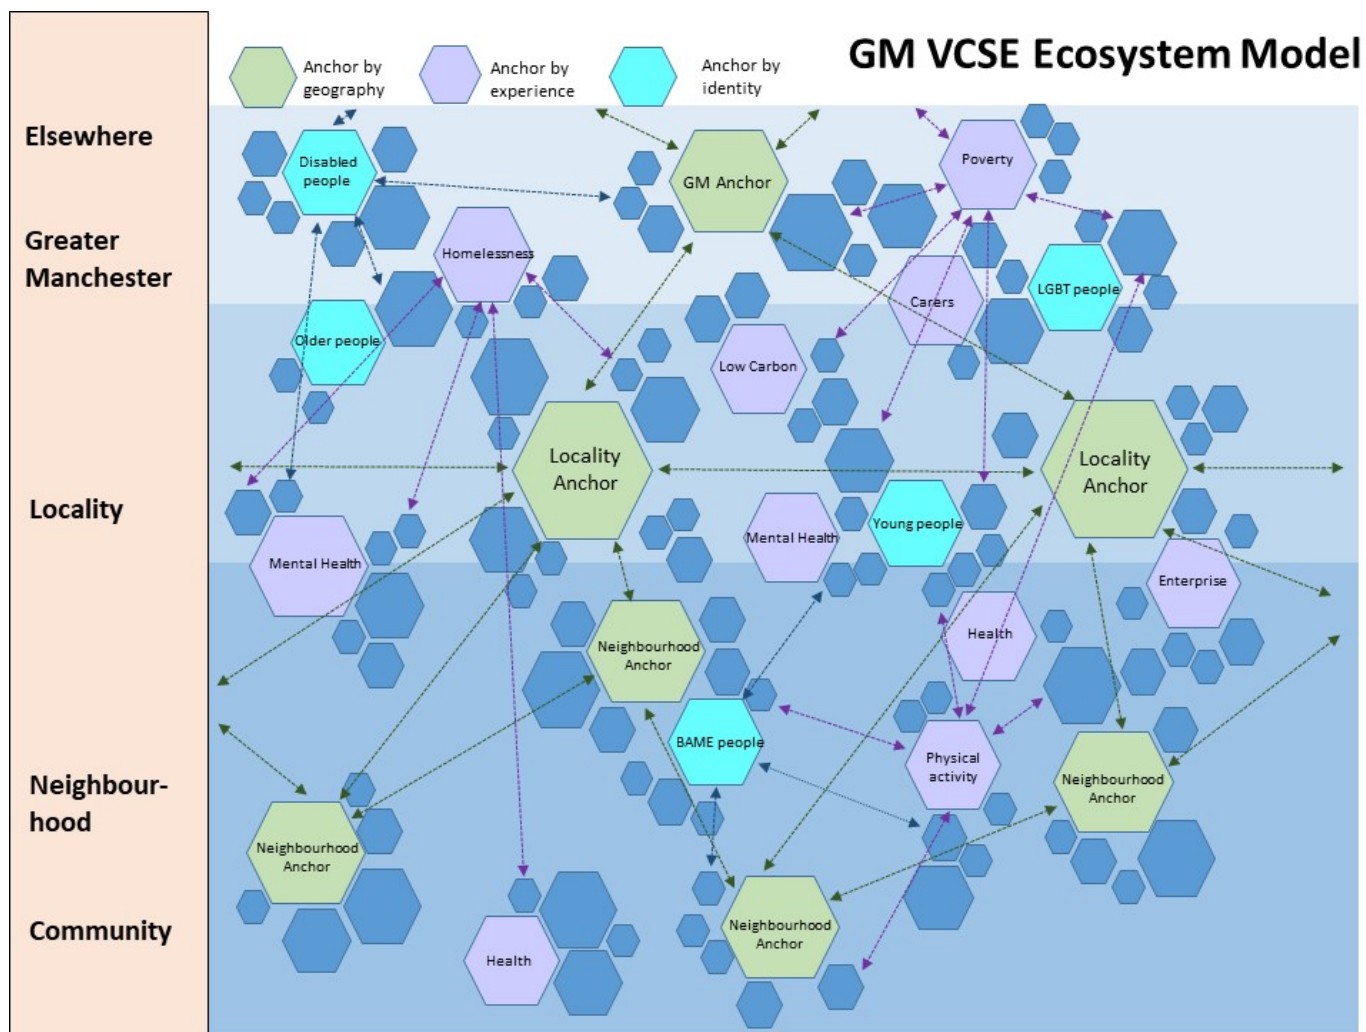 GM VCSE Ecosystem Model
Anchor by
geography
Anchor by
experience
Anchor by
identity
Elsewhere
Greater
Manchester
Locality
Neighbour-
hood
Community
Disabled
people
GM Anchor
Poverty
Homelessness
Carers
LGBT people
Older people
Low Carbon
Locality
Anchor
Locality
Anchor
Mental Health
Mental Health
Young people
Enterprise
Health
Neighbourhood
Anchor
BAME people
Physical
activity
Neighbourhood
Anchor
Neighbourhood
Anchor
Neighbourhood
Anchor
Health